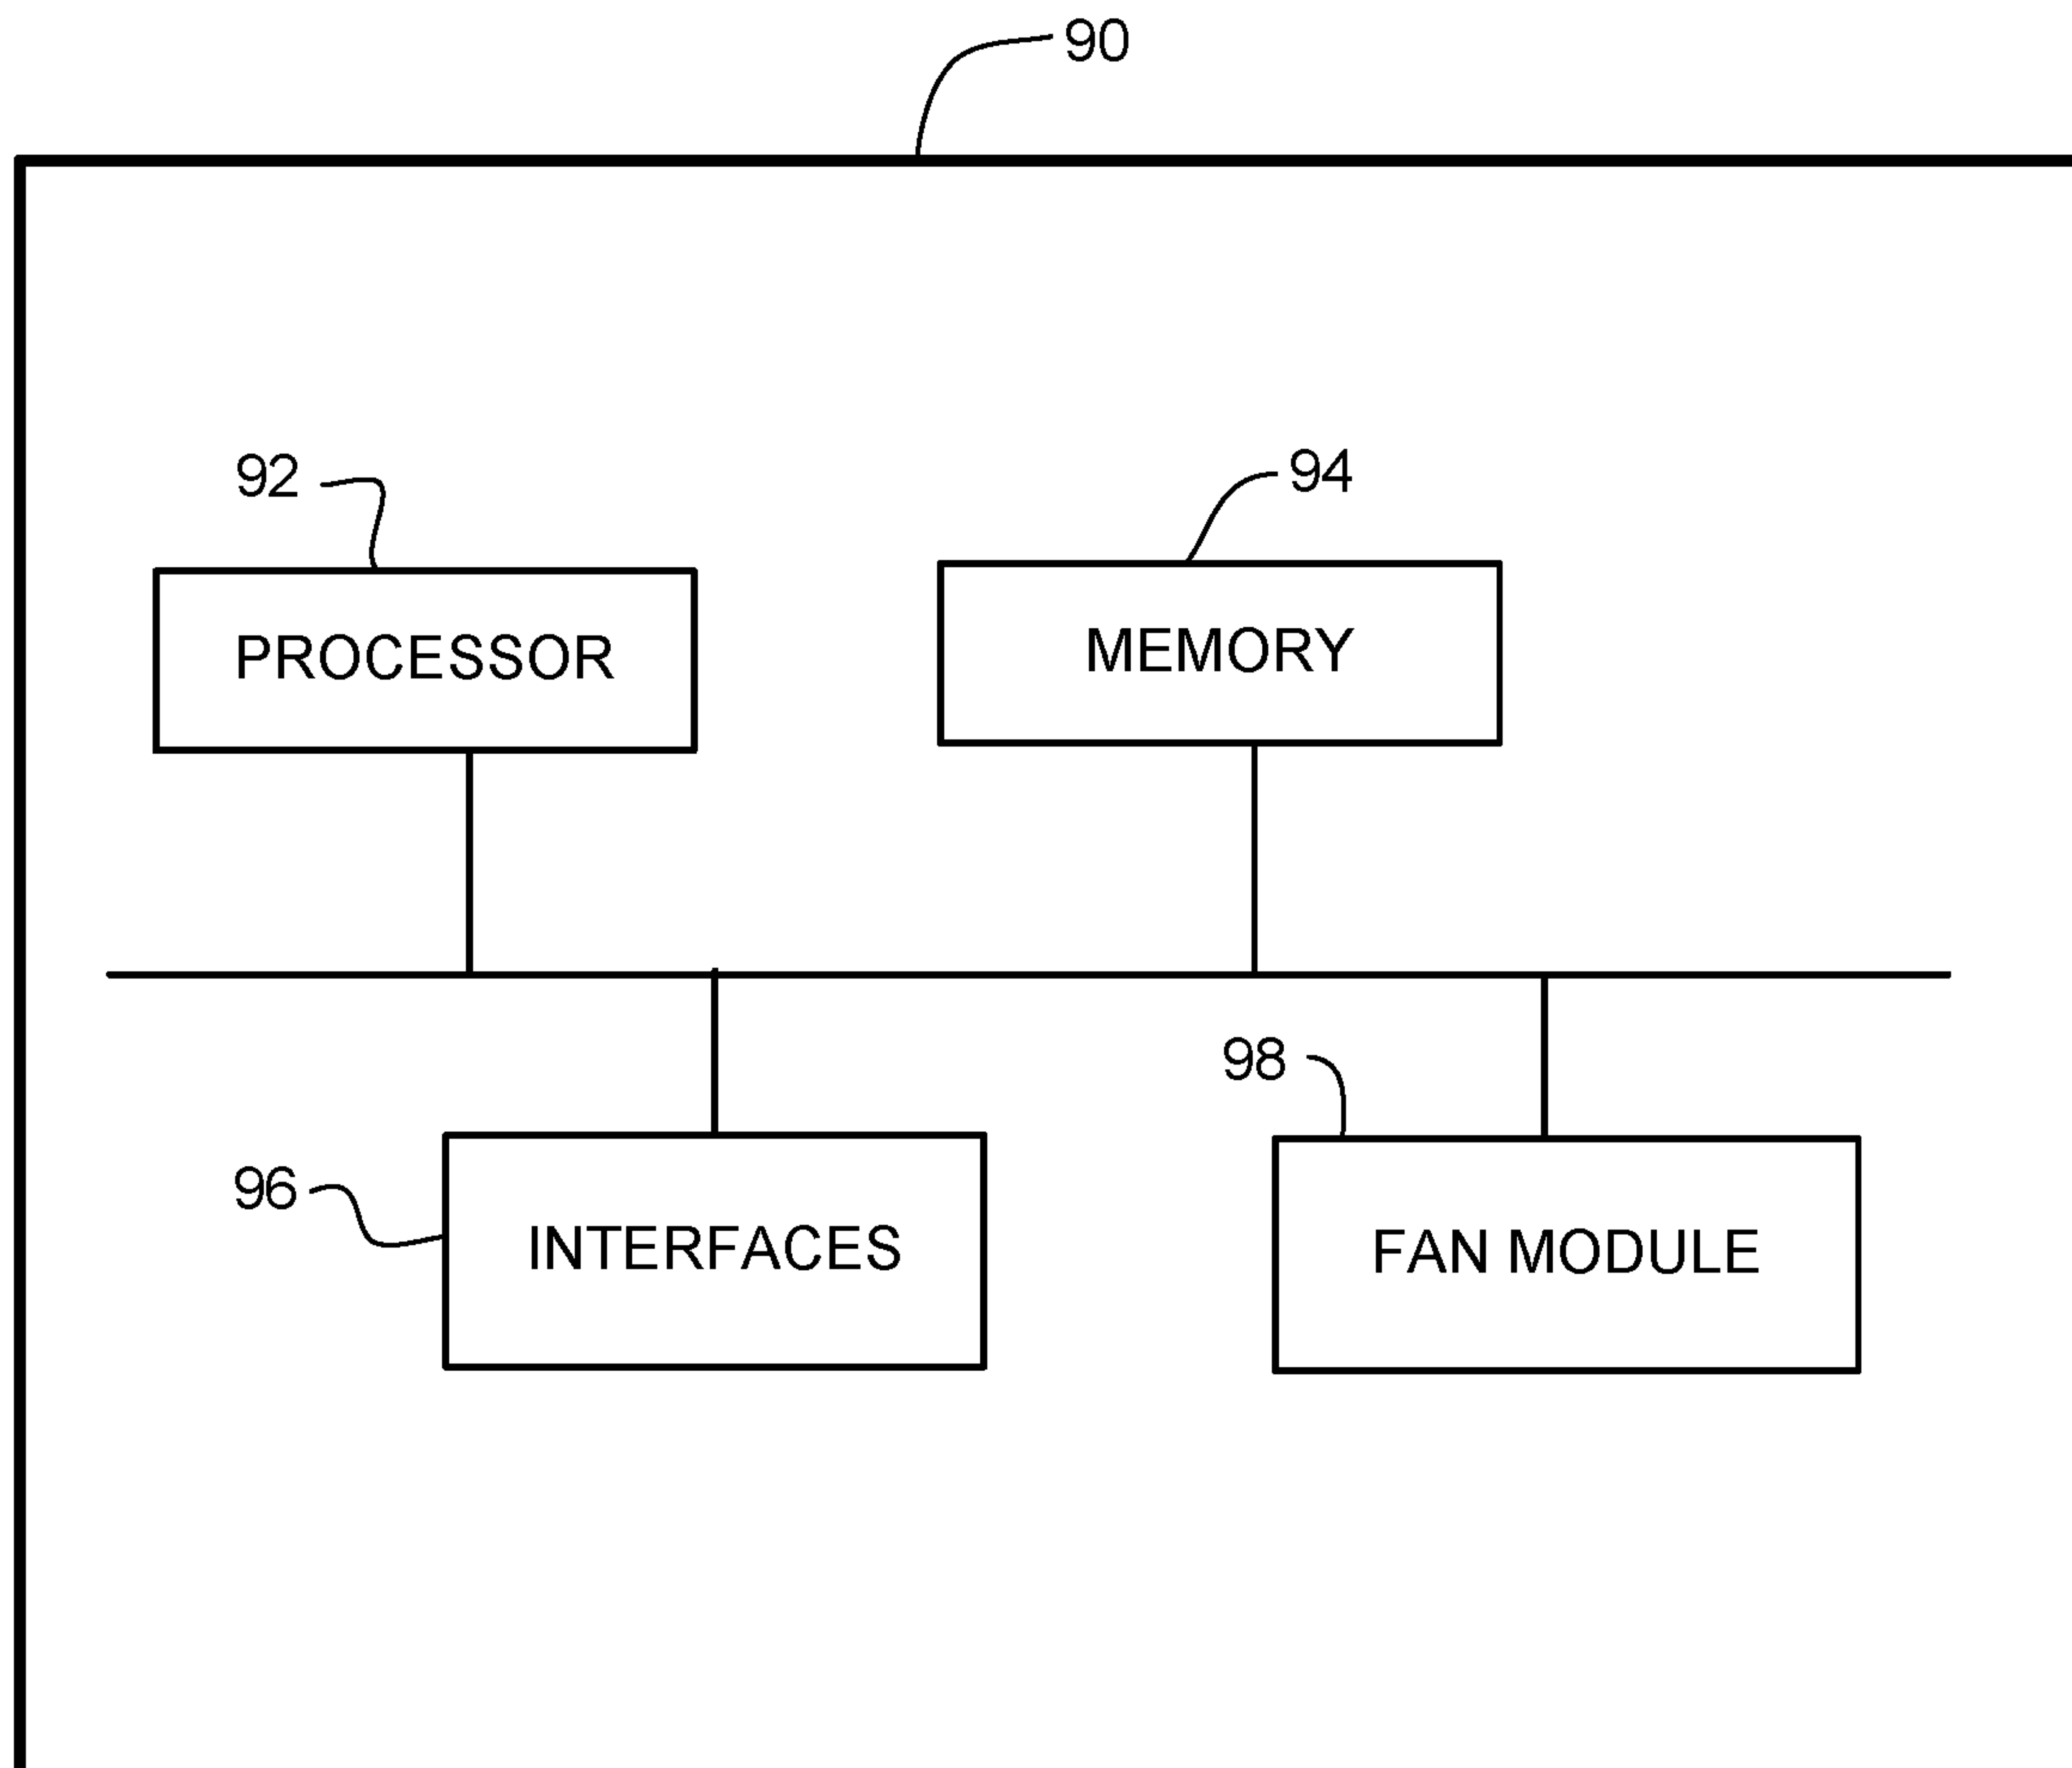 90
92
94
PROCESSOR
MEMORY
98
96
INTERFACES
FAN MODULE